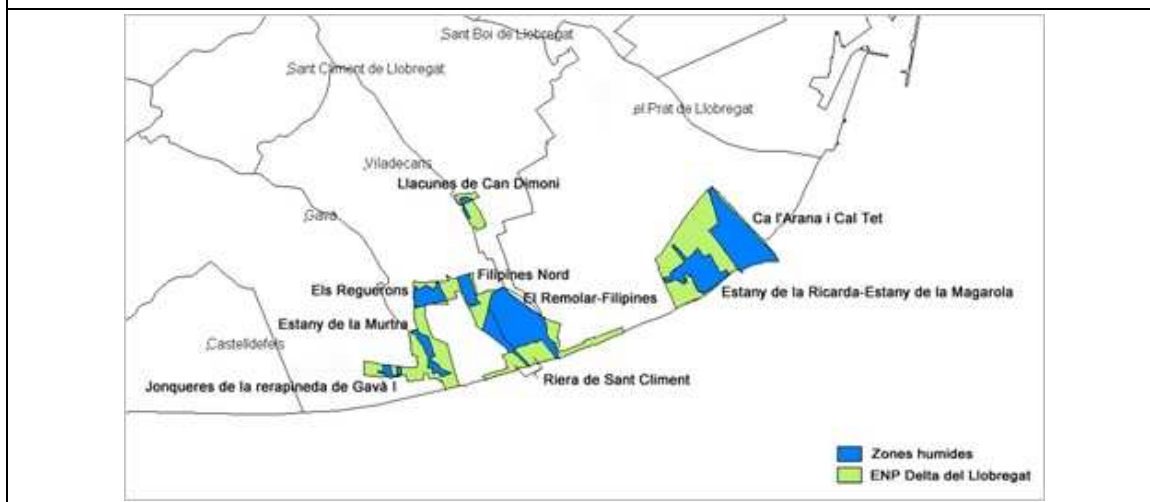 Sant Boi de Llobregat
Sant Climent de Llobregat
el Prat de Llobregat
Viladecans
Llacunes de Can Dimoni
Gavà
Ca l'Arana i Cal Tet
Filipines Nord
Els Reguerons
El Remolar-Filipines
Estany de la Ricarda-Estany de la Magarola
Estany de la Murtra
Castelldefels
Riera de Sant Climent
Jonqueres de la rerapineda de Gavà I
Zones humides
ENP Delta del Llobregat